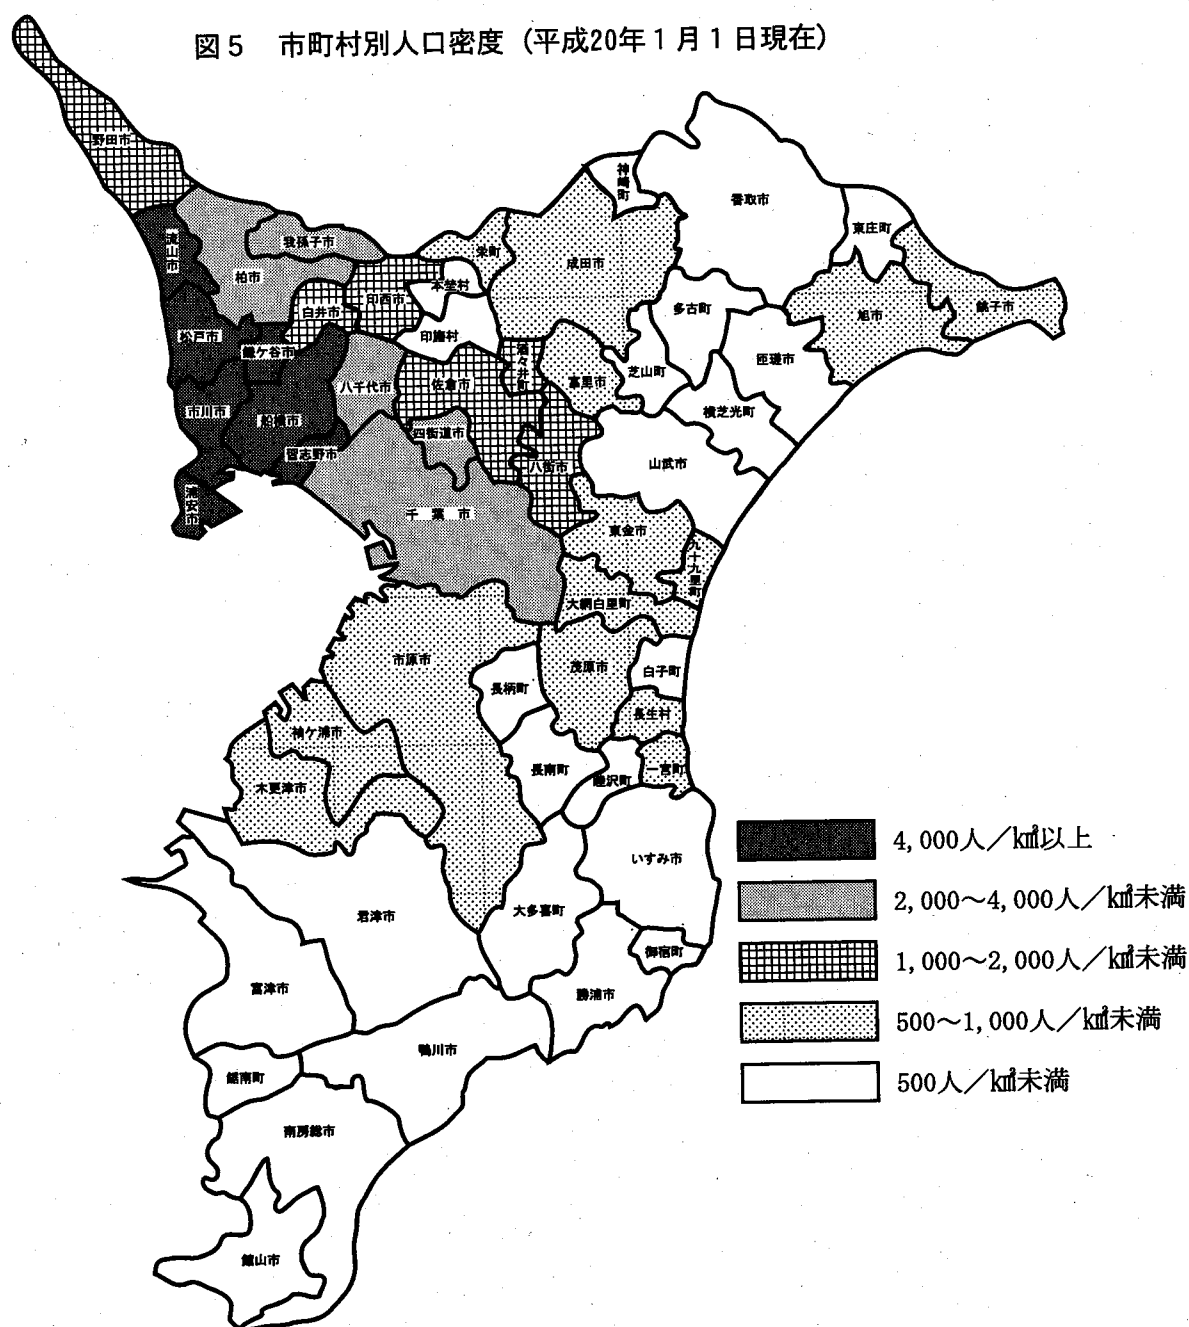 図5 市町村別人口密度 (平成20年1月1日現在)
野田市
流山市
柏市
我孫子市
松戸市
鎌ケ谷市
白井市
印西市
本埜村
印旛村
栄町
成田市
神崎町
香取市
東庄町
銚子市
旭市
多古町
匝瑳市
芝山町
横芝光町
富里市
酒々井町
佐倉市
八千代市
四街道市
八街市
市川市
船橋市
習志野市
浦安市
千葉市
山武市
東金市
九十九里町
大網白里町
市原市
茂原市
白子町
長柄町
長生村
長南町
睦沢町
一宮町
袖ケ浦市
木更津市
いすみ市
君津市
大多喜町
御宿町
勝浦市
富津市
鴨川市
鋸南町
南房総市
館山市
4,000人/k㎡以上
2,000~4,000人/k㎡未満
1,000~2,000人/k㎡未満
500~1,000人/k㎡未満
500人/k㎡未満